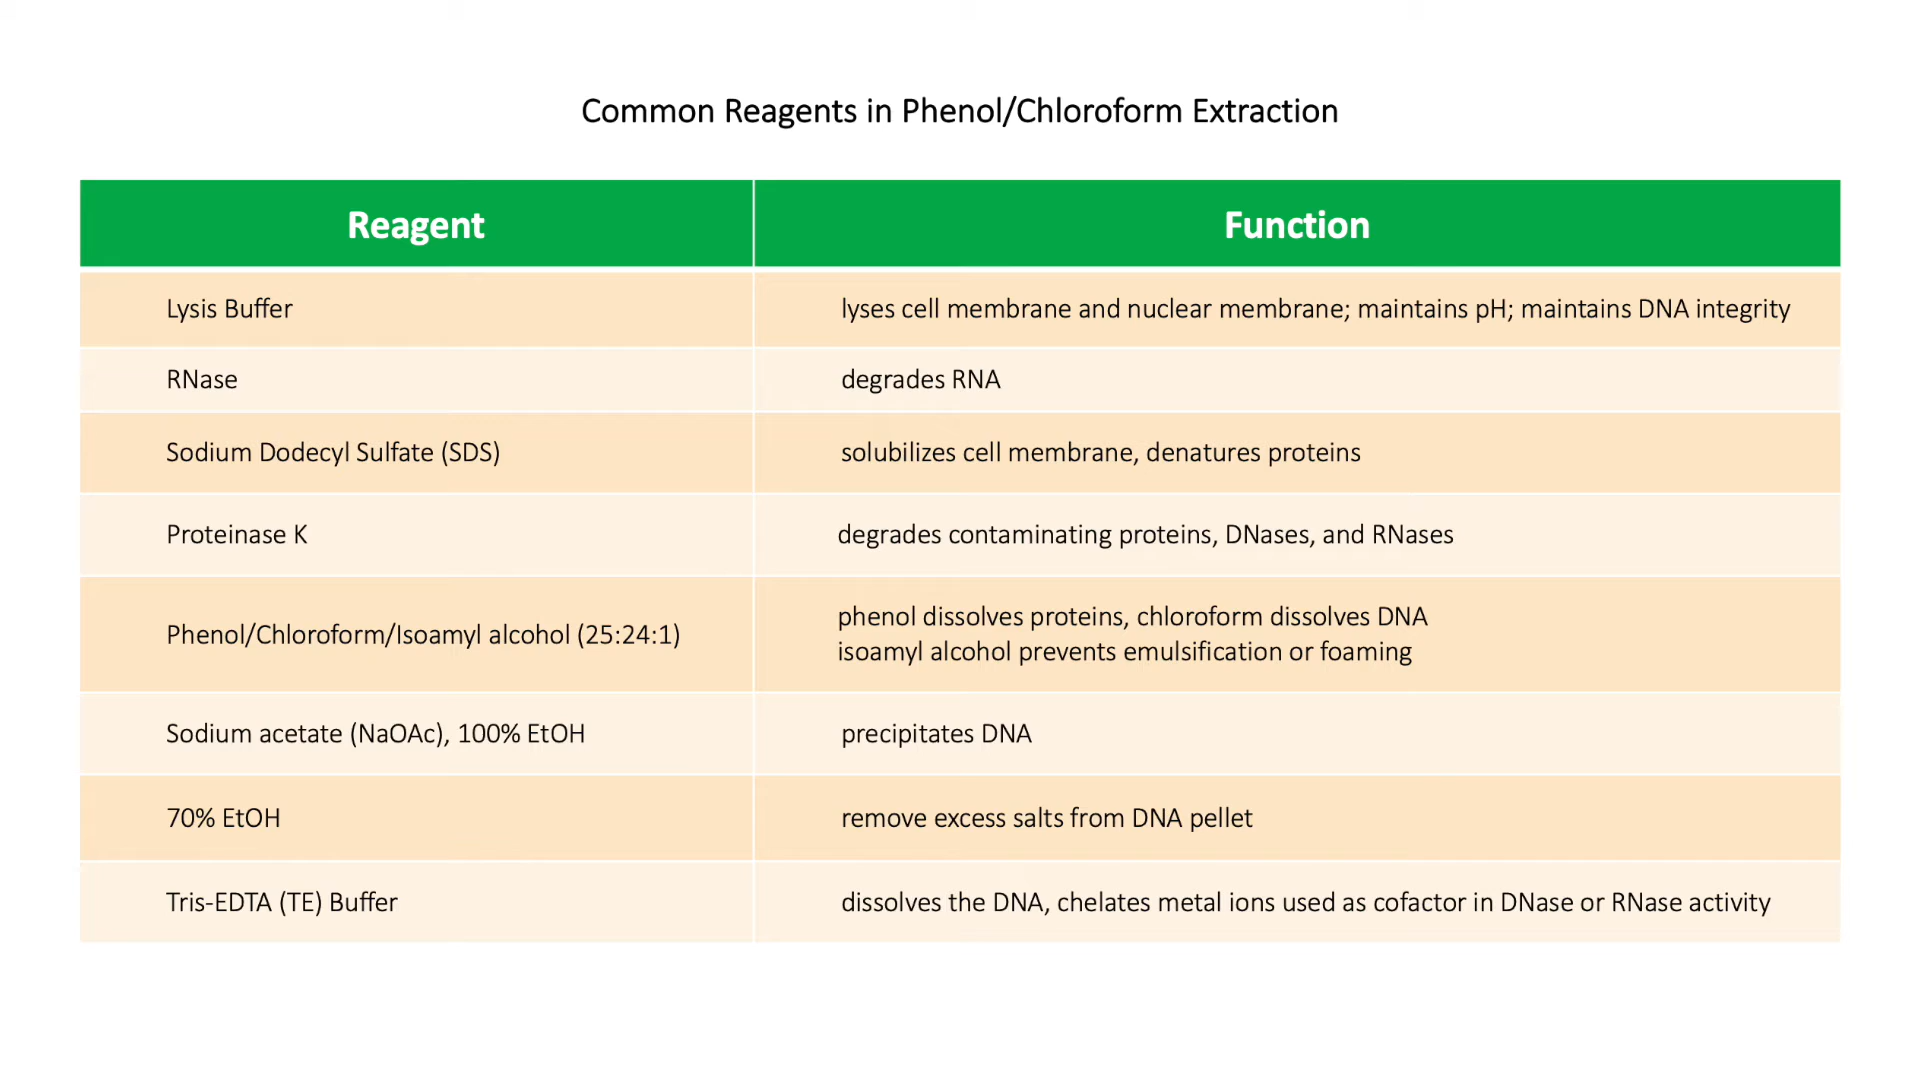 Common Reagents in Phenol/Chloroform Extraction
Reagent Function
Lysis Buffer lyses cell membrane and nuclear membrane; maintains pH; maintains DNA integrity
RNase degrades RNA
Sodium Dodecyl Sulfate (SDS) solubilizes cell membrane, denatures proteins
Proteinase K degrades contaminating proteins, DNases, and RNases
Phenol/Chloroform/Isoamyl alcohol (25:24:1) phenol dissolves proteins, chloroform dissolves DNA
isoamyl alcohol prevents emulsification or foaming
Sodium acetate (NaOAc), 100% EtOH precipitates DNA
70% EtOH remove excess salts from DNA pellet
Tris-EDTA (TE) Buffer dissolves the DNA, chelates metal ions used as cofactor in DNase or RNase activity